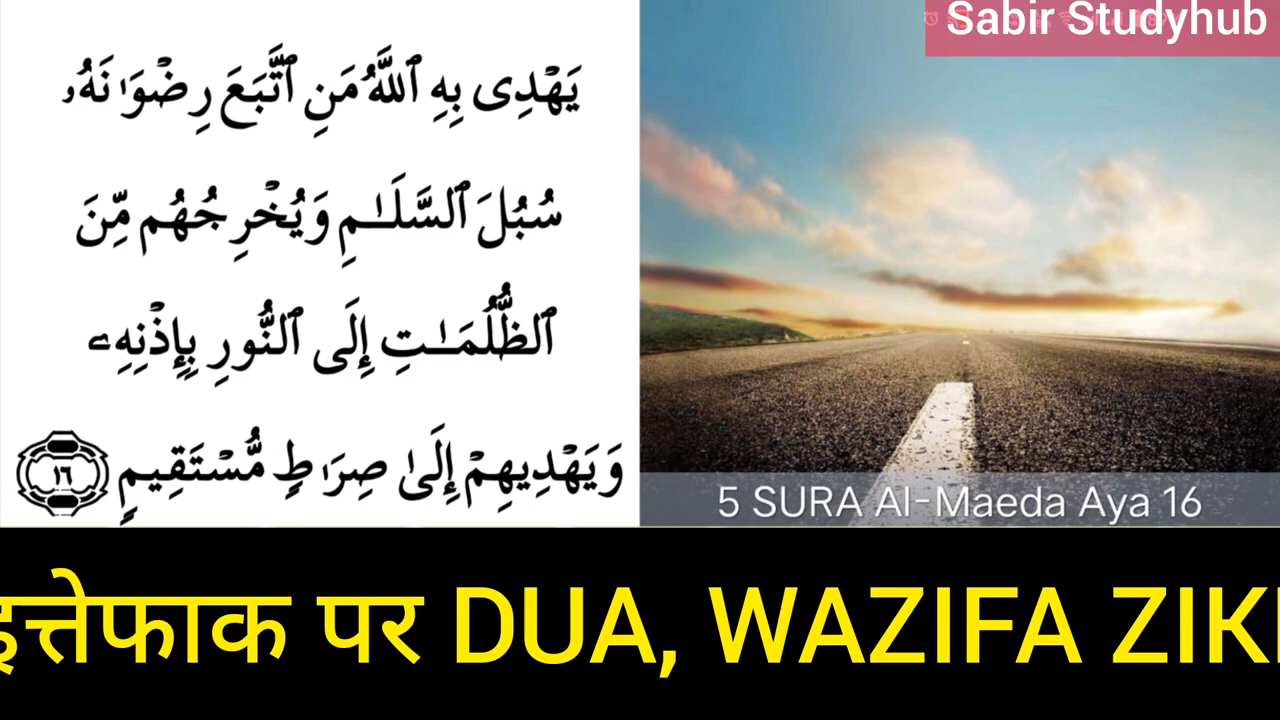 Sabir Studyhub
يَهْدِى بِهِ ٱللَّهُ مَنِ ٱتَّبَعَ رِضْوَٰنَهُۥ
سُبُلَ ٱلسَّلَـٰمِ وَيُخْرِجُهُم مِّنَ
ٱلظُّلُمَـٰتِ إِلَى ٱلنُّورِ بِإِذْنِهِۦ
وَيَهْدِيهِمْ إِلَىٰ صِرَٰطٍ مُّسْتَقِيمٍ ١٦
5 SURA Al-Maeda Aya 16
इत्तेफाक पर DUA, WAZIFA ZIK